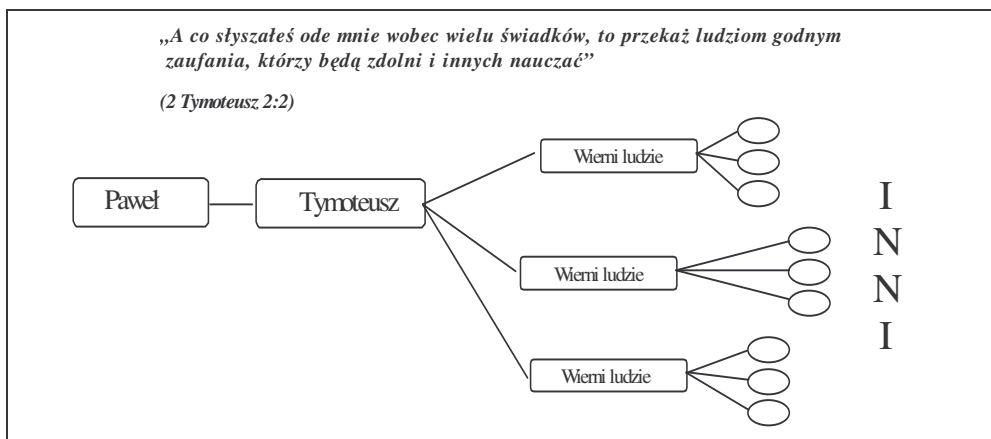 „A co słyszałeś ode mnie wobec wielu świadków, to przekaż ludziom godnym
zaufania, którzy będą zdolni i innych nauczać”
(2 Tymoteusz 2:2)
Paweł
Tymoteusz
Wierni ludzie
Wierni ludzie
Wierni ludzie
I
N
N
I